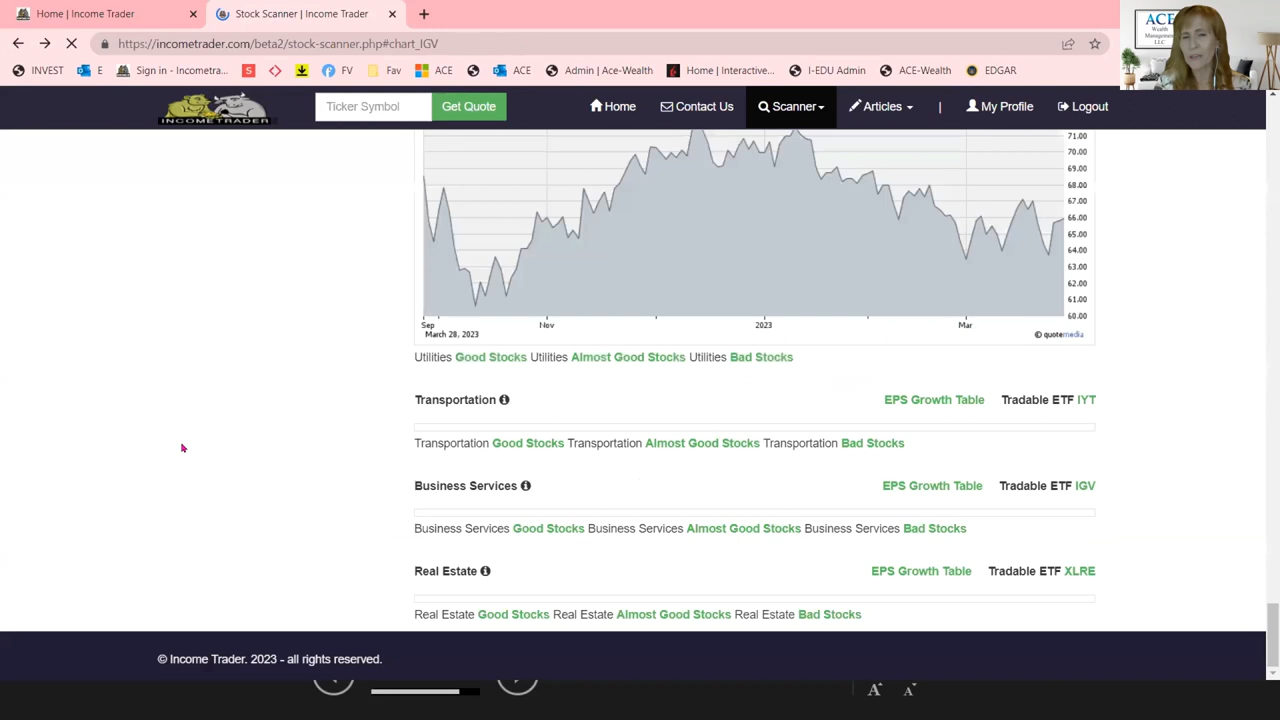 Home | Income Trader
Stock Scanner | Income Trader
https://incometrader.com/beta2/stock-scanner.php#chart_IGV
INVEST E Sign in - Incometra... S FV Fav ACE ACE Admin | Ace-Wealth Home | Interactive... I-EDU Admin ACE-Wealth EDGAR
ACE
Wealth
Management
LLC
INCOMETRADER Ticker Symbol Get Quote Home Contact Us Scanner Articles | My Profile Logout
71.00
70.00
69.00
68.00
67.00
66.00
65.00
64.00
63.00
62.00
61.00
60.00
Sep Nov 2023 Mar
March 28, 2023 © quotemedia
Utilities Good Stocks Utilities Almost Good Stocks Utilities Bad Stocks
Transportation EPS Growth Table Tradable ETF IYT
Transportation Good Stocks Transportation Almost Good Stocks Transportation Bad Stocks
Business Services EPS Growth Table Tradable ETF IGV
Business Services Good Stocks Business Services Almost Good Stocks Business Services Bad Stocks
Real Estate EPS Growth Table Tradable ETF XLRE
Real Estate Good Stocks Real Estate Almost Good Stocks Real Estate Bad Stocks
© Income Trader. 2023 - all rights reserved.
A A